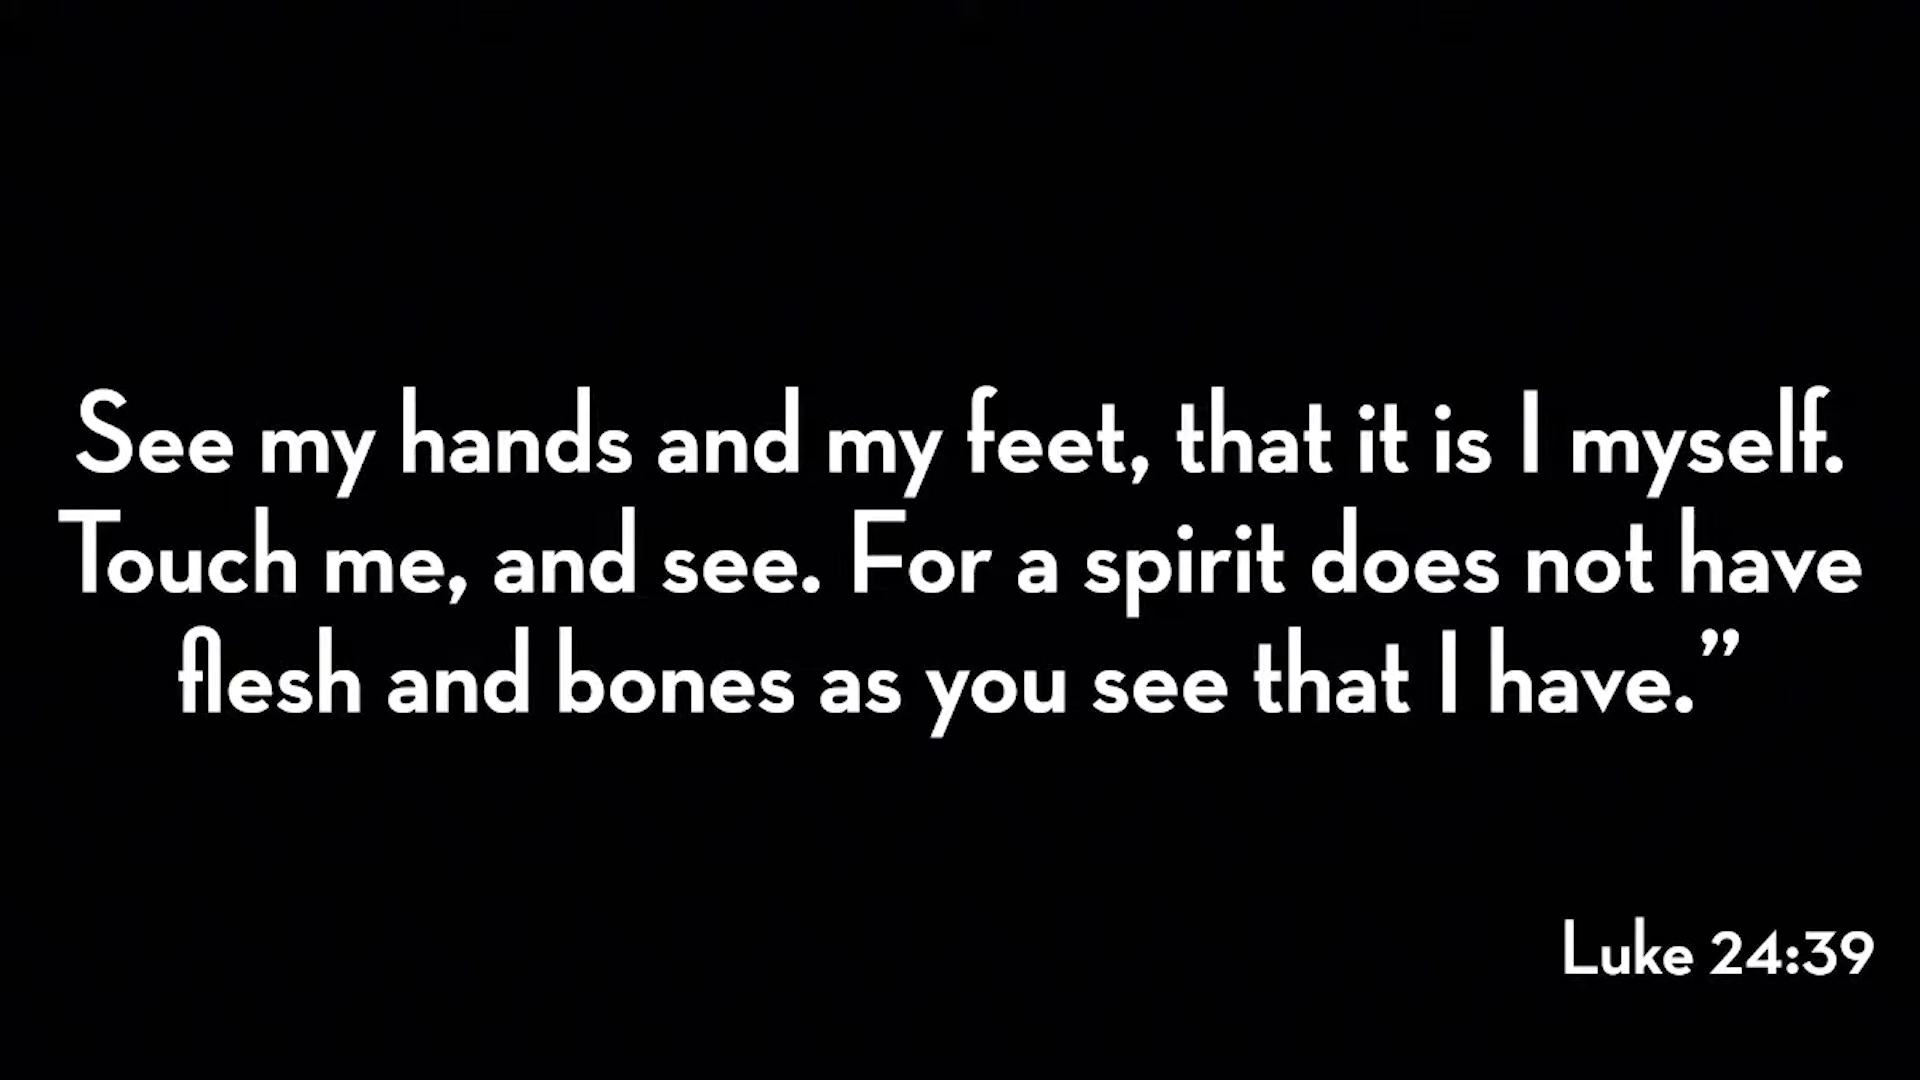 See my hands and my feet, that it is I myself.
Touch me, and see. For a spirit does not have
flesh and bones as you see that I have.”
Luke 24:39